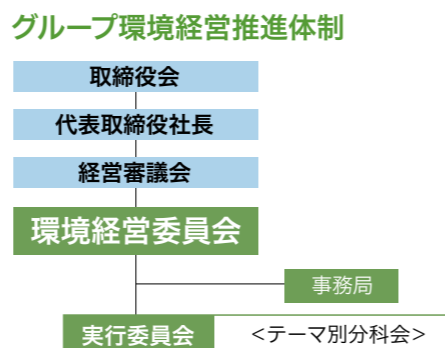 グループ環境経営推進体制
取締役会
代表取締役社長
経営審議会
環境経営委員会
事務局
実行委員会
<テーマ別分科会>